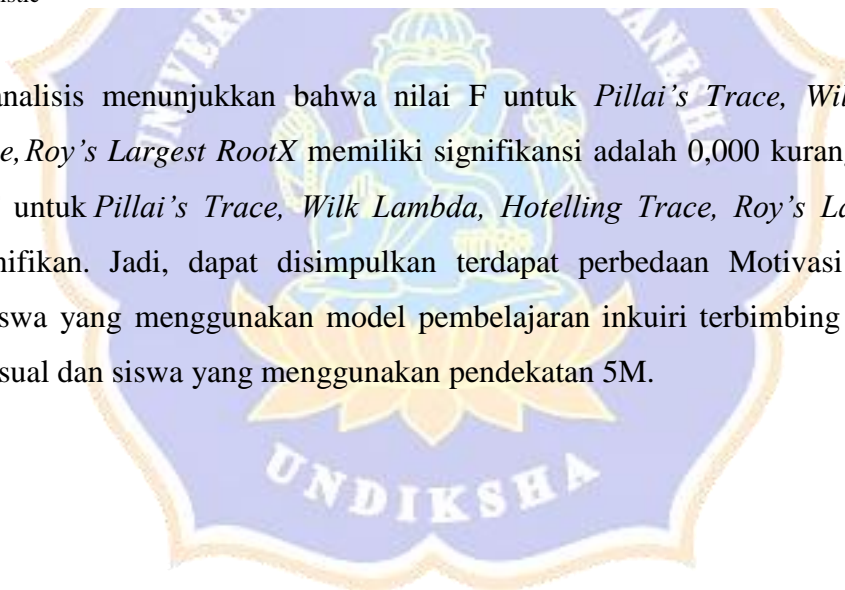 analisis menunjukkan bahwa nilai F untuk Pillai's Trace, Wil
e, Roy's Largest RootX memiliki signifikansi adalah 0,000 kurang
untuk Pillai's Trace, Wilk Lambda, Hotelling Trace, Roy's La
nifikan. Jadi, dapat disimpulkan terdapat perbedaan Motivasi
swa yang menggunakan model pembelajaran inkuiri terbimbing
sual dan siswa yang menggunakan pendekatan 5M.
UNDIKSHA